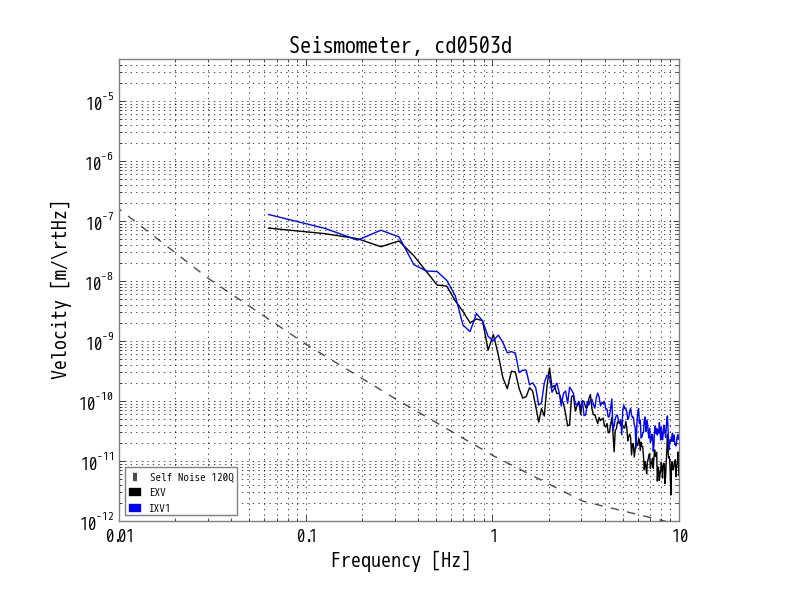 Seismometer, cd0503d
Velocity [m/\rtHz]
10^-5
10^-6
10^-7
10^-8
10^-9
10^-10
10^-11
10^-12
Self Noise 120Q
EXV
IXV1
0.01 0.1 1 10
Frequency [Hz]